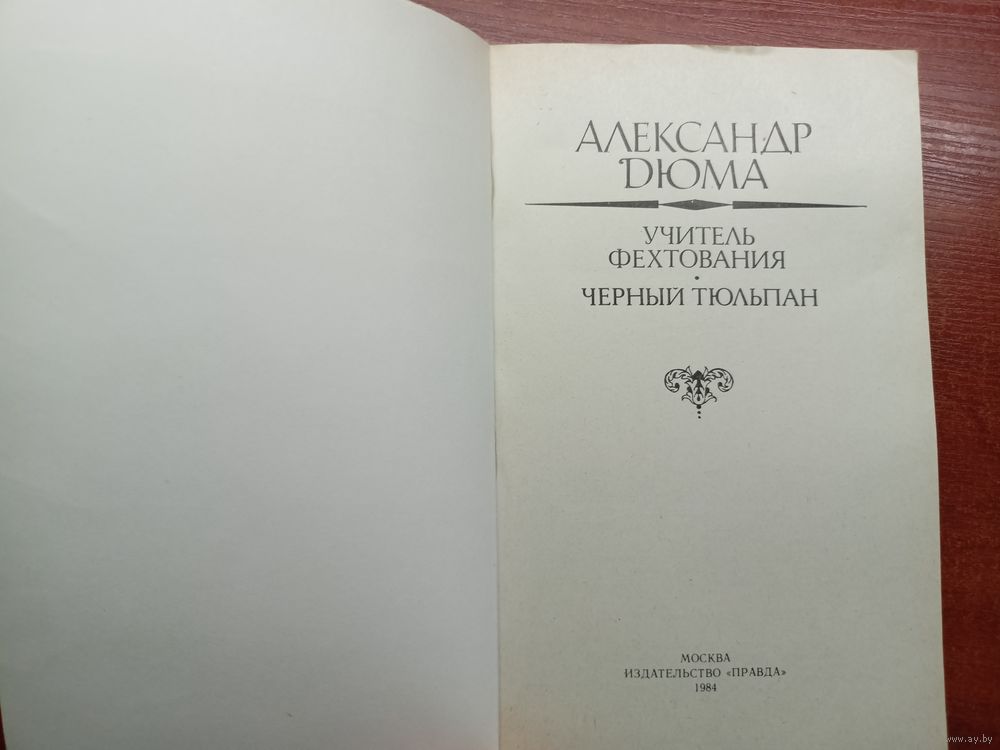 АЛЕКСАНДР
ДЮМА
УЧИТЕЛЬ
ФЕХТОВАНИЯ
•
ЧЕРНЫЙ ТЮЛЬПАН
МОСКВА
ИЗДАТЕЛЬСТВО «ПРАВДА»
1984
www.ay.by